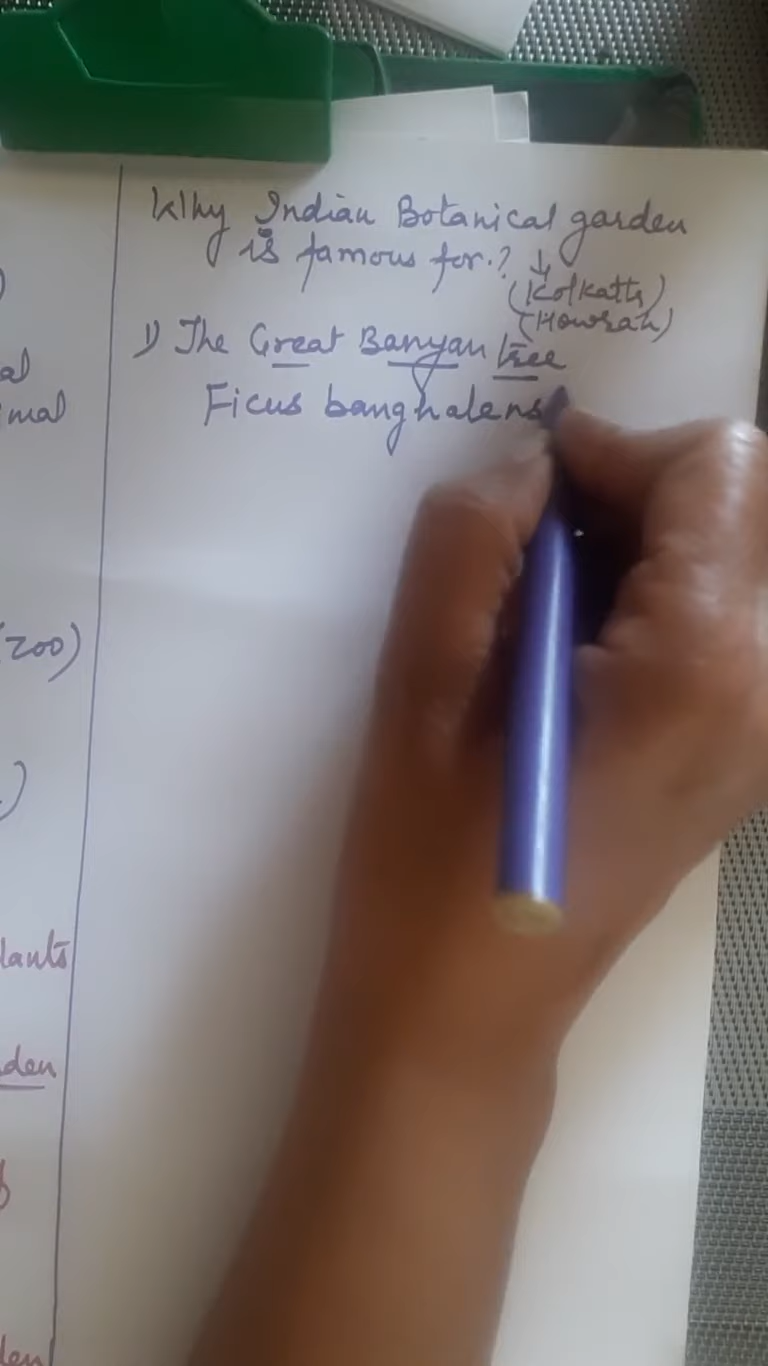 Why Indian Botanical garden
is famous for.?
(Kolkatta)
(Howrah)
1) The Great Banyan tree
Ficus banghalens
al
mal
(zoo)
)
lants
den
den